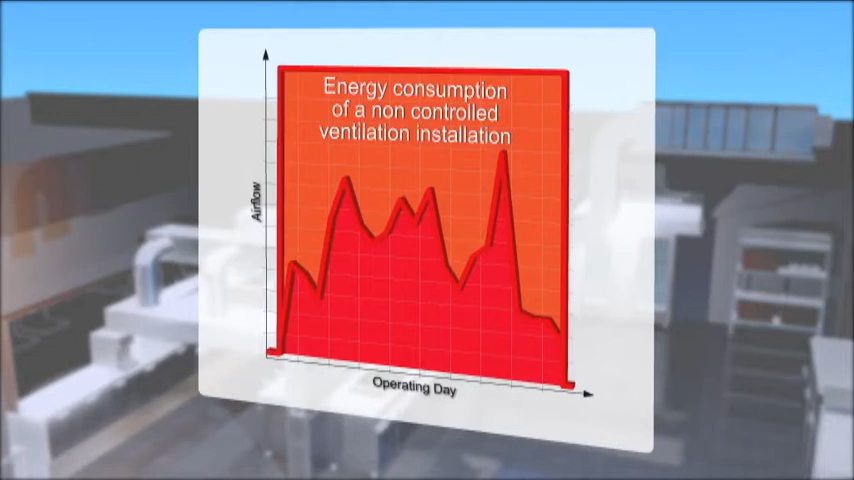 Energy consumption
of a non controlled
ventilation installation
Airflow
Operating Day